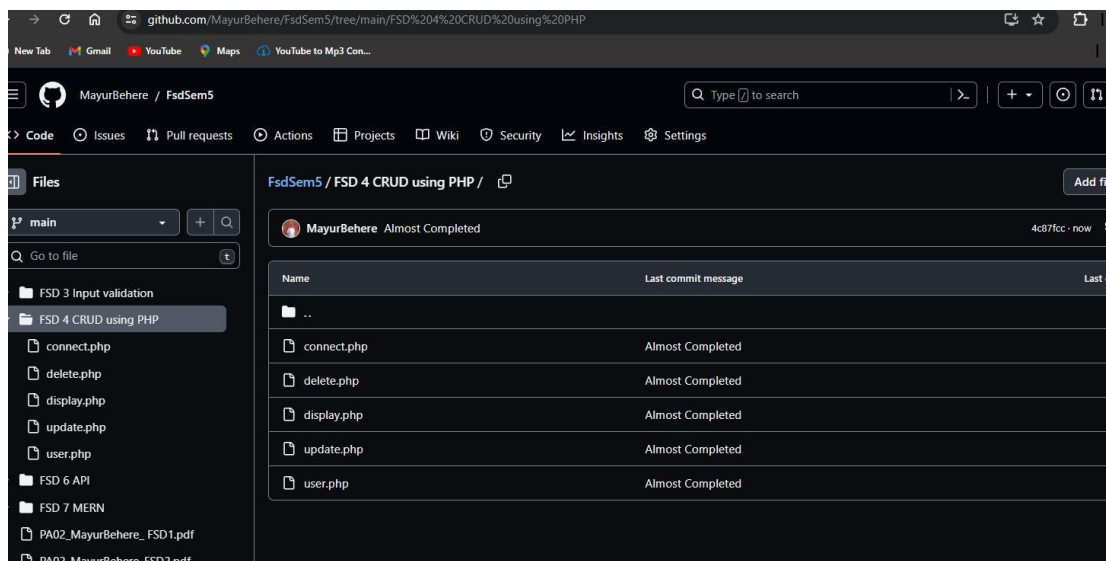 github.com/MayurBehere/FsdSem5/tree/main/FSD%204%20CRUD%20using%20PHP
New Tab Gmail YouTube Maps YouTube to Mp3 Con...
MayurBehere / FsdSem5 Type / to search
Code Issues Pull requests Actions Projects Wiki Security Insights Settings
Files
FsdSem5 / FSD 4 CRUD using PHP / Add fi
main
MayurBehere Almost Completed 4c87fcc · now
Go to file t
Name Last commit message Last
FSD 3 Input validation
..
FSD 4 CRUD using PHP
connect.php
connect.php Almost Completed
delete.php
delete.php Almost Completed
display.php
display.php Almost Completed
update.php
update.php Almost Completed
user.php
user.php Almost Completed
FSD 6 API
FSD 7 MERN
PA02_MayurBehere_ FSD1.pdf
PA02_MayurBehere_FSD2.pdf